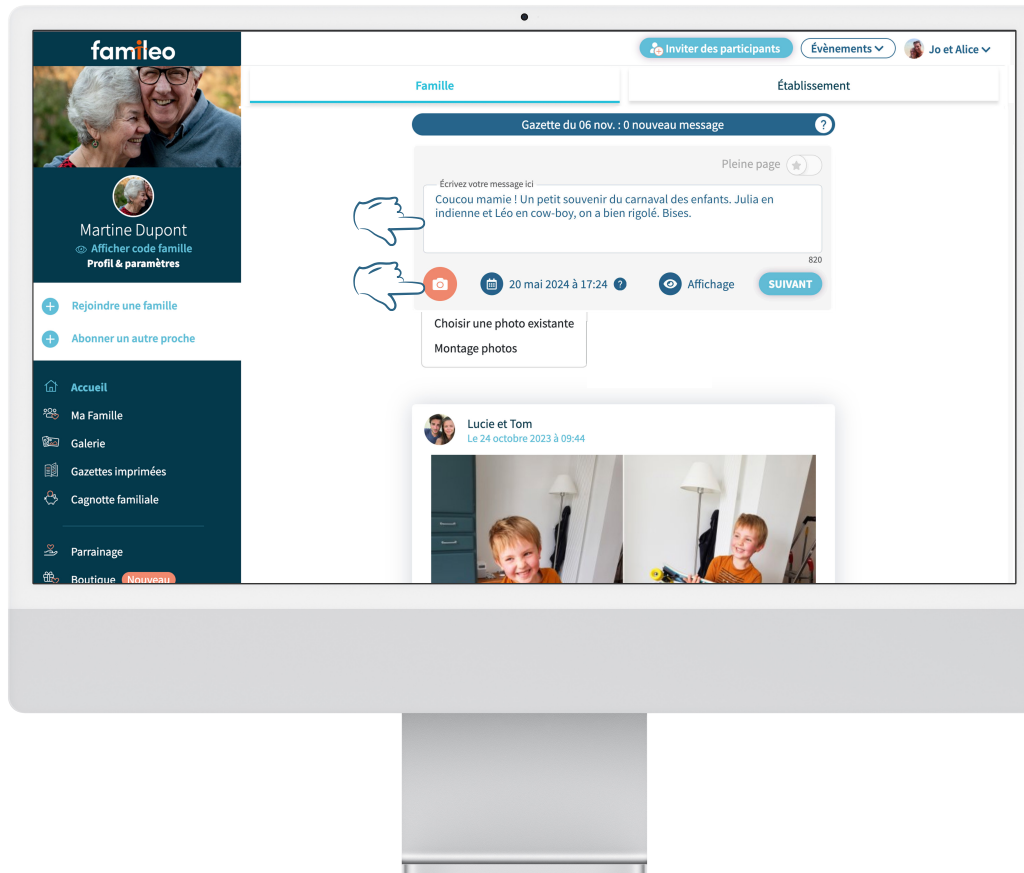 famileo
Inviter des participants
Évènements
Jo et Alice
Famille
Établissement
Gazette du 06 nov. : 0 nouveau message
?
Martine Dupont
Afficher code famille
Profil & paramètres
Rejoindre une famille
Abonner un autre proche
Accueil
Ma Famille
Galerie
Gazettes imprimées
Cagnotte familiale
Parrainage
Boutique Nouveau
Pleine page
Écrivez votre message ici
Coucou mamie ! Un petit souvenir du carnaval des enfants. Julia en
indienne et Léo en cow-boy, on a bien rigolé. Bises.
820
20 mai 2024 à 17:24 ?
Affichage
SUIVANT
Choisir une photo existante
Montage photos
Lucie et Tom
Le 24 octobre 2023 à 09:44